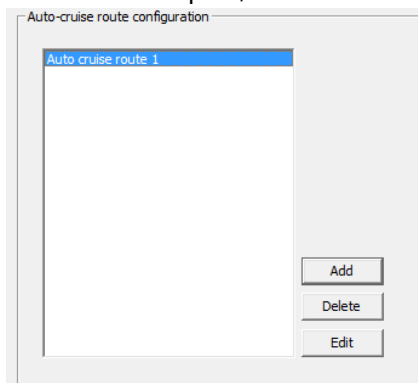 Auto-cruise route configuration
Auto cruise route 1
Add
Delete
Edit